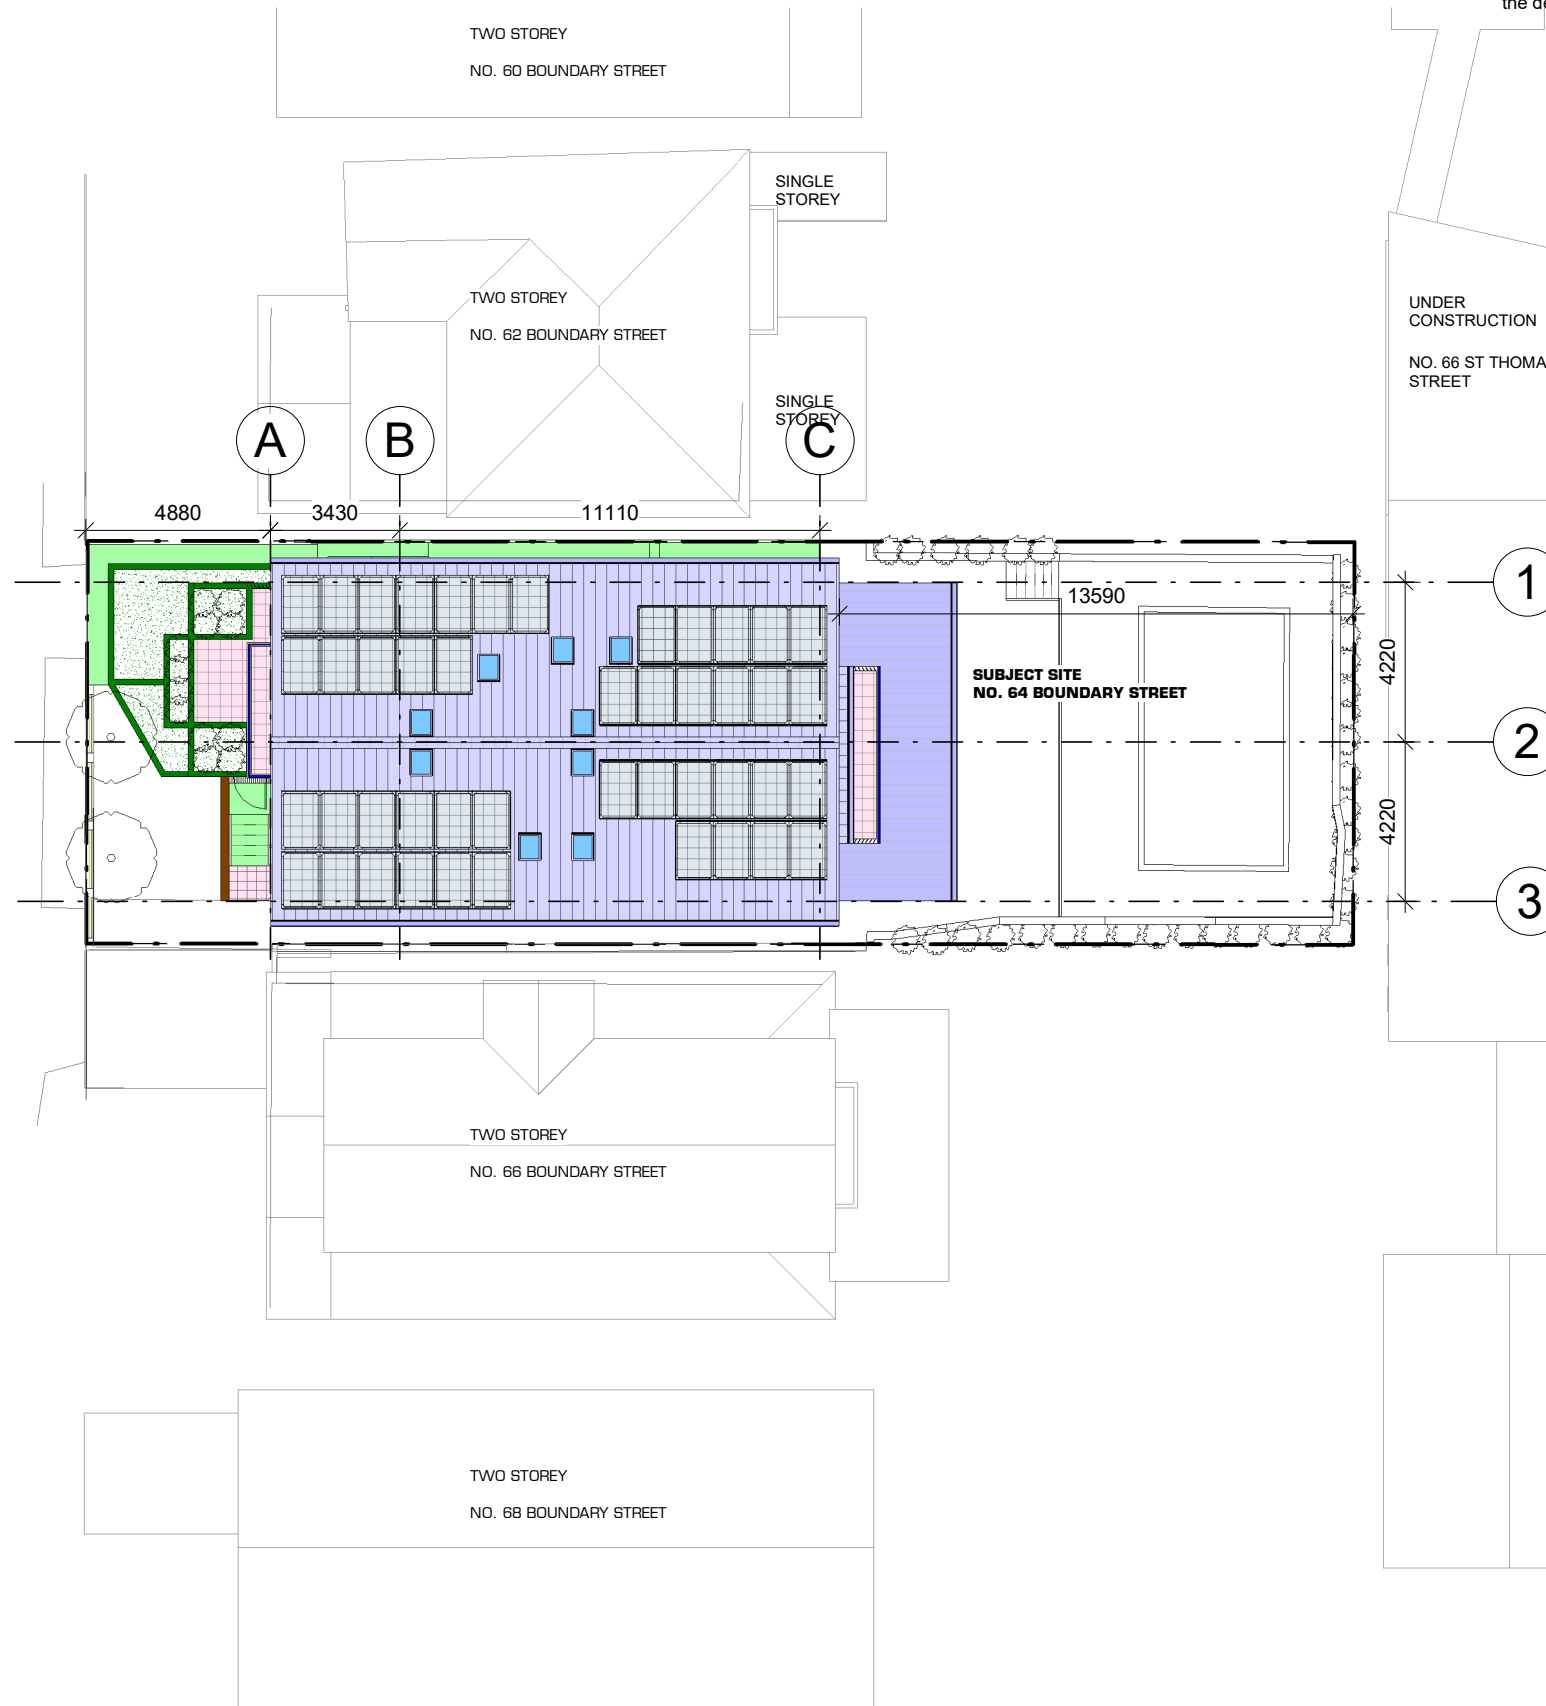 the de
TWO STOREY
NO. 60 BOUNDARY STREET
SINGLE
STOREY
TWO STOREY
NO. 62 BOUNDARY STREET
UNDER
CONSTRUCTION
NO. 66 ST THOMA
STREET
SINGLE
STOREY
A
B
C
4880
3430
11110
1
13590
4220
SUBJECT SITE
NO. 64 BOUNDARY STREET
2
4220
3
TWO STOREY
NO. 66 BOUNDARY STREET
TWO STOREY
NO. 68 BOUNDARY STREET